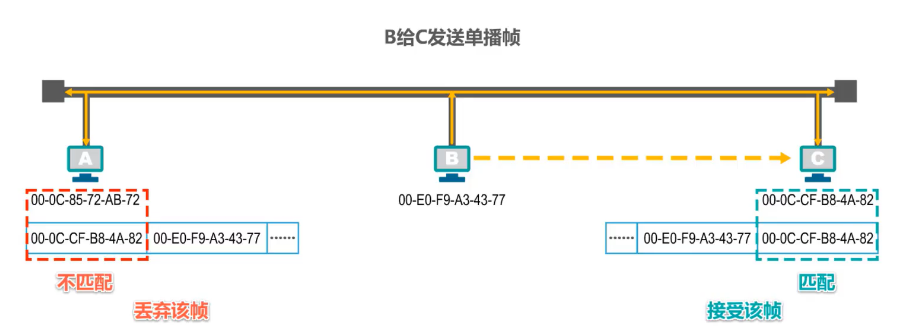 B给C发送单播帧
A
B
C
00-0C-85-72-AB-72
00-E0-F9-A3-43-77
00-0C-CF-B8-4A-82
00-0C-CF-B8-4A-82 00-E0-F9-A3-43-77 ······
······ 00-E0-F9-A3-43-77 00-0C-CF-B8-4A-82
不匹配
匹配
丢弃该帧
接受该帧